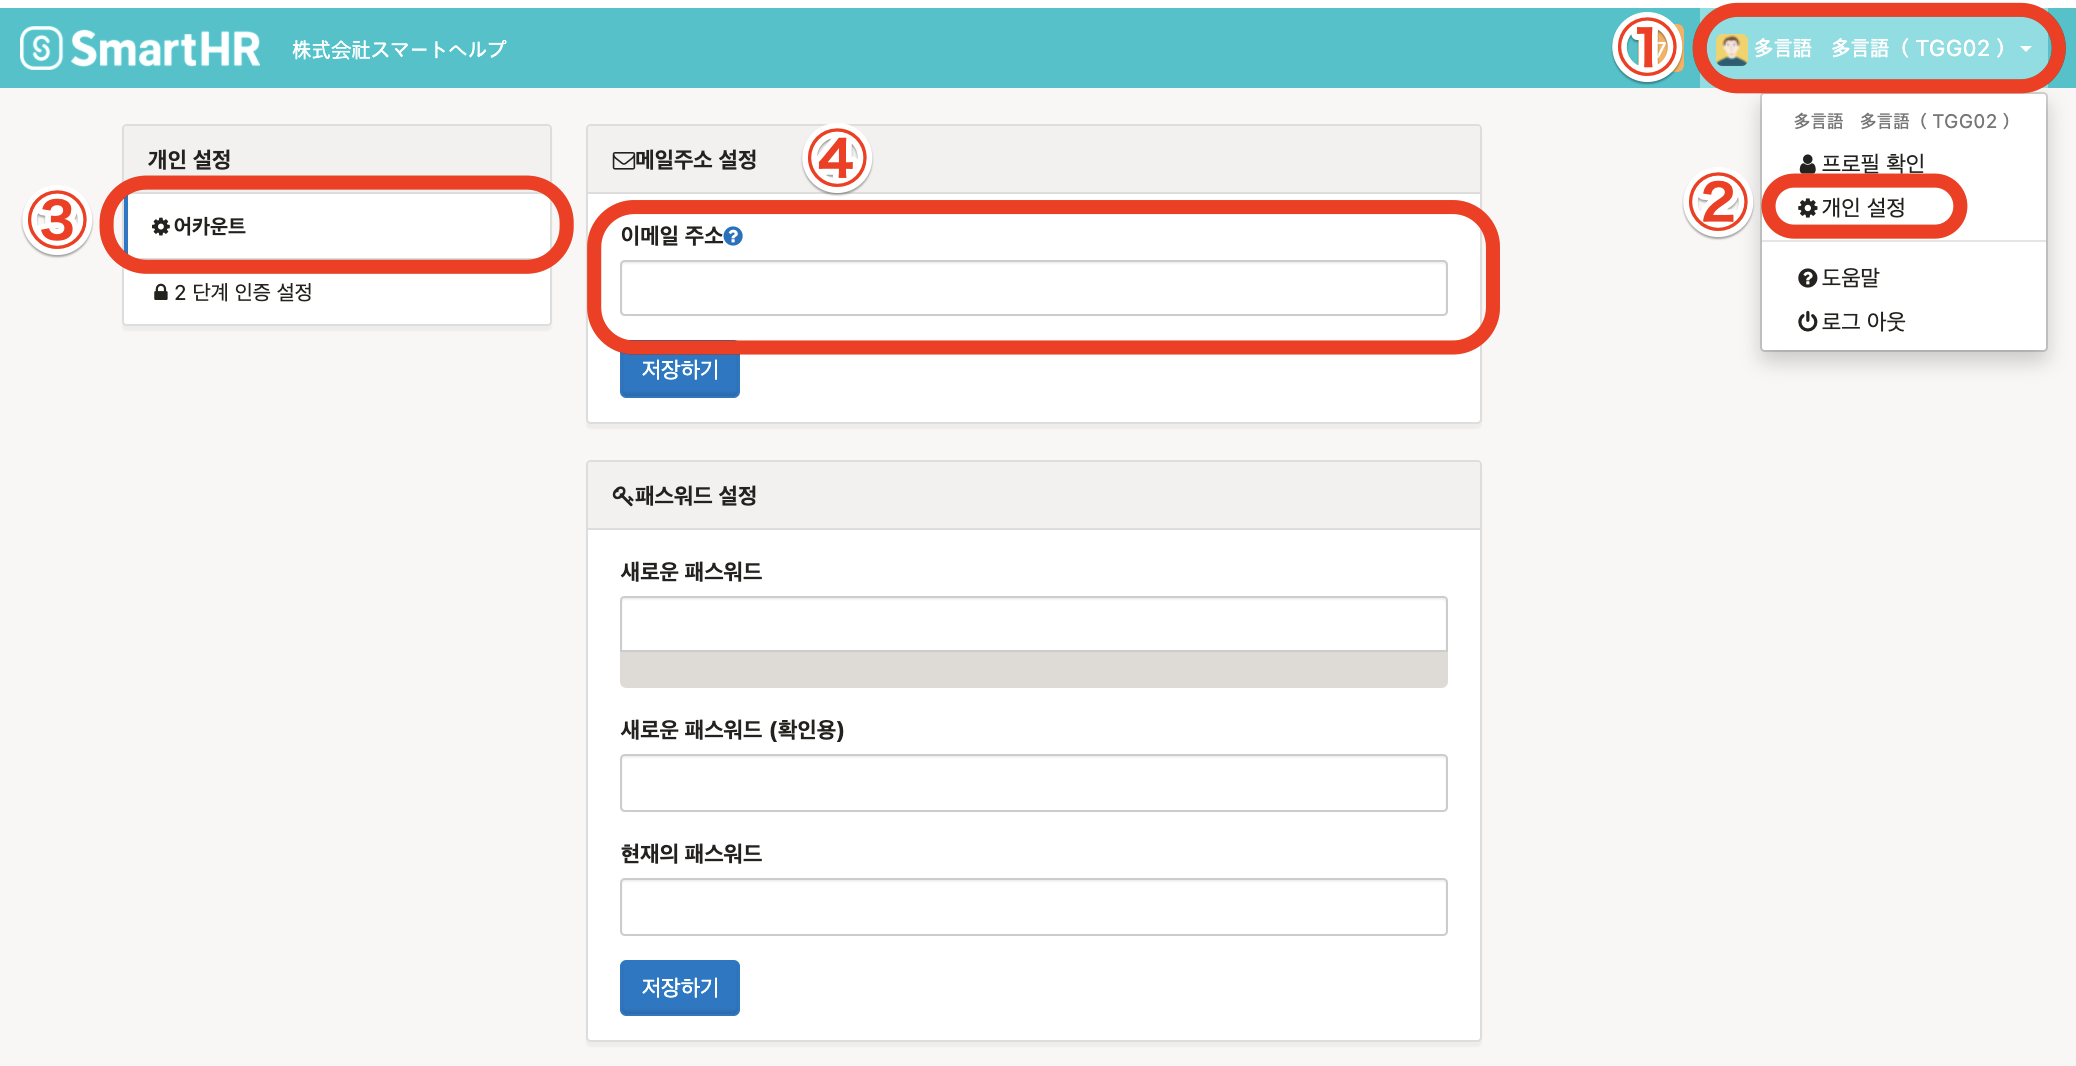 SmartHR 株式会社スマートヘルプ
① 多言語 多言語（TGG02）
多言語 多言語（TGG02）
프로필 확인
② 개인 설정
도움말
로그 아웃
개인 설정
③ 어카운트
2 단계 인증 설정
메일주소 설정 ④
이메일 주소
저장하기
패스워드 설정
새로운 패스워드
새로운 패스워드 (확인용)
현재의 패스워드
저장하기